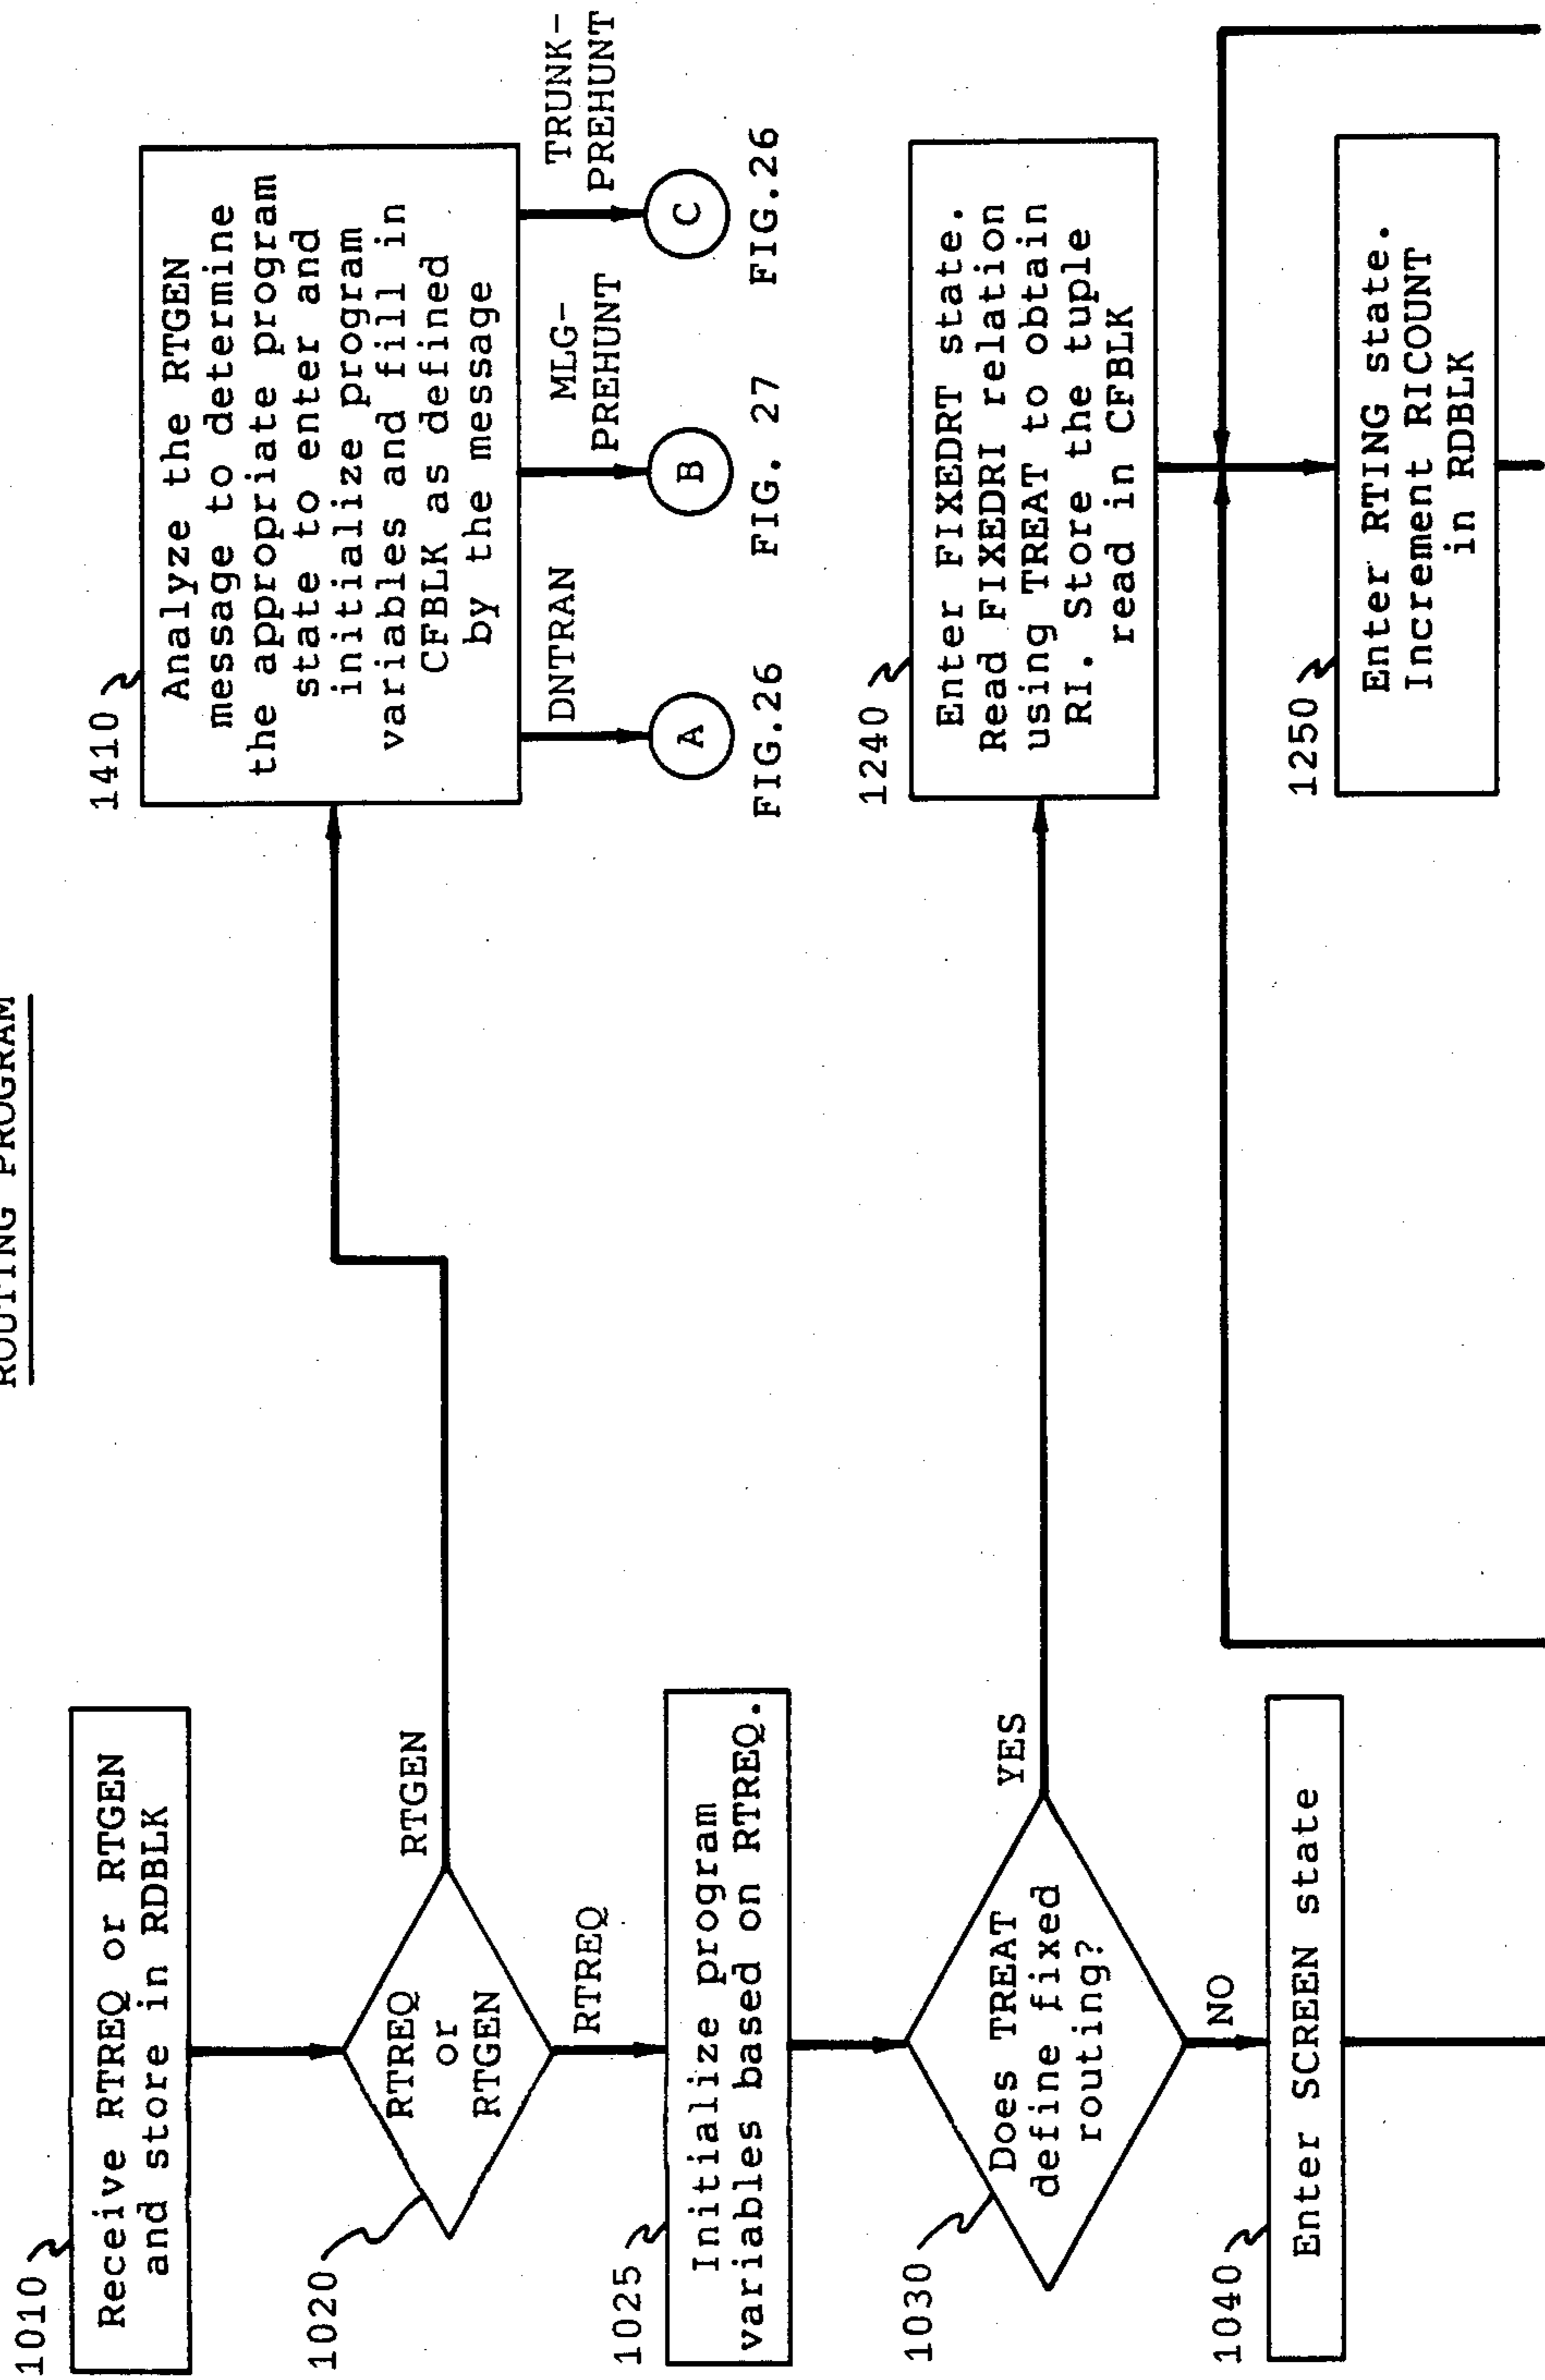 ROUTING PROGRAM
1010
Receive RTREQ or RTGEN
and store in RDBLK
1020
RTREQ
or
RTGEN
RTGEN
RTREQ
1025
Initialize program
variables based on RTREQ.
1030
Does TREAT
define fixed
routing?
YES
NO
1040
Enter SCREEN state
1410
Analyze the RTGEN
message to determine
the appropriate program
state to enter and
initialize program
variables and fill in
CFBLK as defined
by the message
DNTRAN
MLG-
PREHUNT
TRUNK-
PREHUNT
A
B
C
FIG.26
FIG. 27
FIG.26
1240
Enter FIXEDRT state.
Read FIXEDRI relation
using TREAT to obtain
RI. Store the tuple
read in CFBLK
1250
Enter RTING state.
Increment RICOUNT
in RDBLK